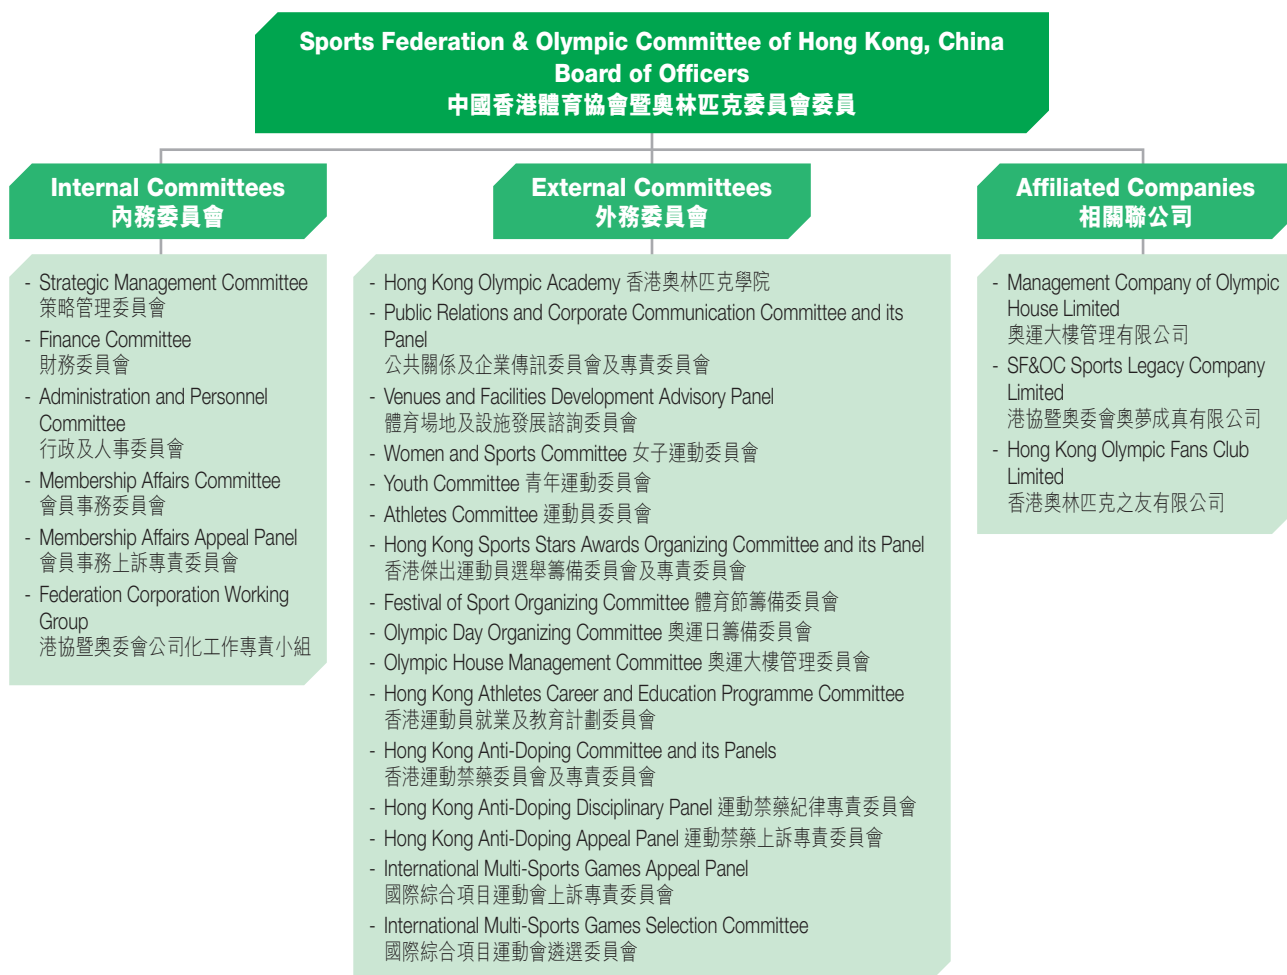 Sports Federation & Olympic Committee of Hong Kong, China
Board of Officers
中國香港體育協會暨奧林匹克委員會委員
Internal Committees
內務委員會
- Strategic Management Committee
策略管理委員會
- Finance Committee
財務委員會
- Administration and Personnel
Committee
行政及人事委員會
- Membership Affairs Committee
會員事務委員會
- Membership Affairs Appeal Panel
會員事務上訴專責委員會
- Federation Corporation Working
Group
港協暨奧委會公司化工作專責小組
External Committees
外務委員會
- Hong Kong Olympic Academy 香港奧林匹克學院
- Public Relations and Corporate Communication Committee and its
Panel
公共關係及企業傳訊委員會及專責委員會
- Venues and Facilities Development Advisory Panel
體育場地及設施發展諮詢委員會
- Women and Sports Committee 女子運動委員會
- Youth Committee 青年運動委員會
- Athletes Committee 運動員委員會
- Hong Kong Sports Stars Awards Organizing Committee and its Panel
香港傑出運動員選舉籌備委員會及專責委員會
- Festival of Sport Organizing Committee 體育節籌備委員會
- Olympic Day Organizing Committee 奧運日籌備委員會
- Olympic House Management Committee 奧運大樓管理委員會
- Hong Kong Athletes Career and Education Programme Committee
香港運動員就業及教育計劃委員會
- Hong Kong Anti-Doping Committee and its Panels
香港運動禁藥委員會及專責委員會
- Hong Kong Anti-Doping Disciplinary Panel 運動禁藥紀律專責委員會
- Hong Kong Anti-Doping Appeal Panel 運動禁藥上訴專責委員會
- International Multi-Sports Games Appeal Panel
國際綜合項目運動會上訴專責委員會
- International Multi-Sports Games Selection Committee
國際綜合項目運動會遴選委員會
Affiliated Companies
相關聯公司
- Management Company of Olympic
House Limited
奧運大樓管理有限公司
- SF&OC Sports Legacy Company
Limited
港協暨奧委會奧夢成真有限公司
- Hong Kong Olympic Fans Club
Limited
香港奧林匹克之友有限公司